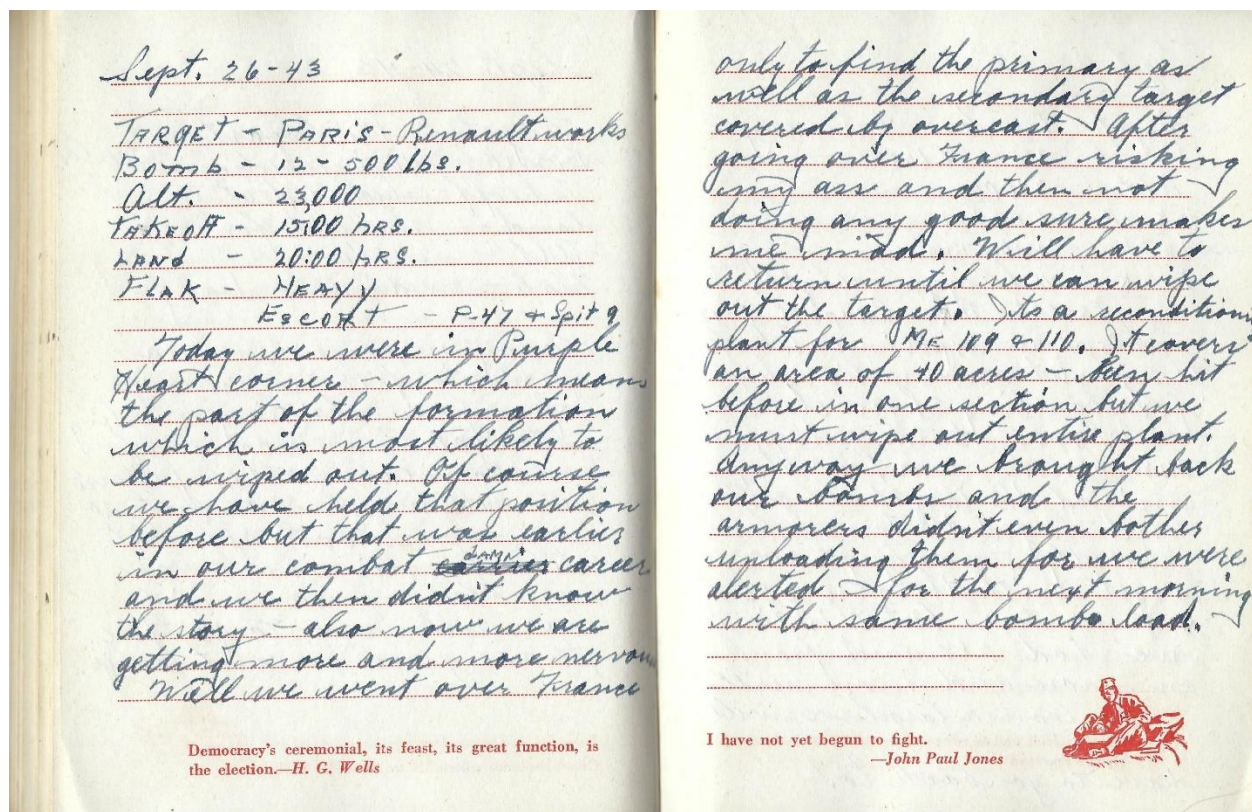 Sept. 26-43
TARGET - PARIS - Renault works
Bomb - 12 - 500 lbs.
Alt. - 23,000
TAKEOFF - 1500 HRS.
LAND - 20:00 HRS.
FLAK - HEAVY
ESCORT - P-47 & Spit 9
Today we were in Purple
Heart corner - which means
the part of the formation
which is most likely to
be wiped out. Of course
we have held that position
before but that was earlier
in our combat DAMN career
and we then didn't know
the story - also now we are
getting more and more nervous
Well we went over France
Democracy's ceremonial, its feast, its great function, is
the election.—H. G. Wells
only to find the primary as
well as the secondary target
covered by overcast. After
going over France risking
my ass and then not
doing any good sure makes
me mad. Will have to
return until we can wipe
out the target. Its a reconditioning
plant for ME 109 & 110. It covers
an area of 40 acres - Been hit
before in one section but we
must wipe out entire plant.
Anyway we brought back
our bombs and the
armorers didn't even bother
unloading them for we were
alerted for the next morning
with same bomb load.
I have not yet begun to fight.
—John Paul Jones